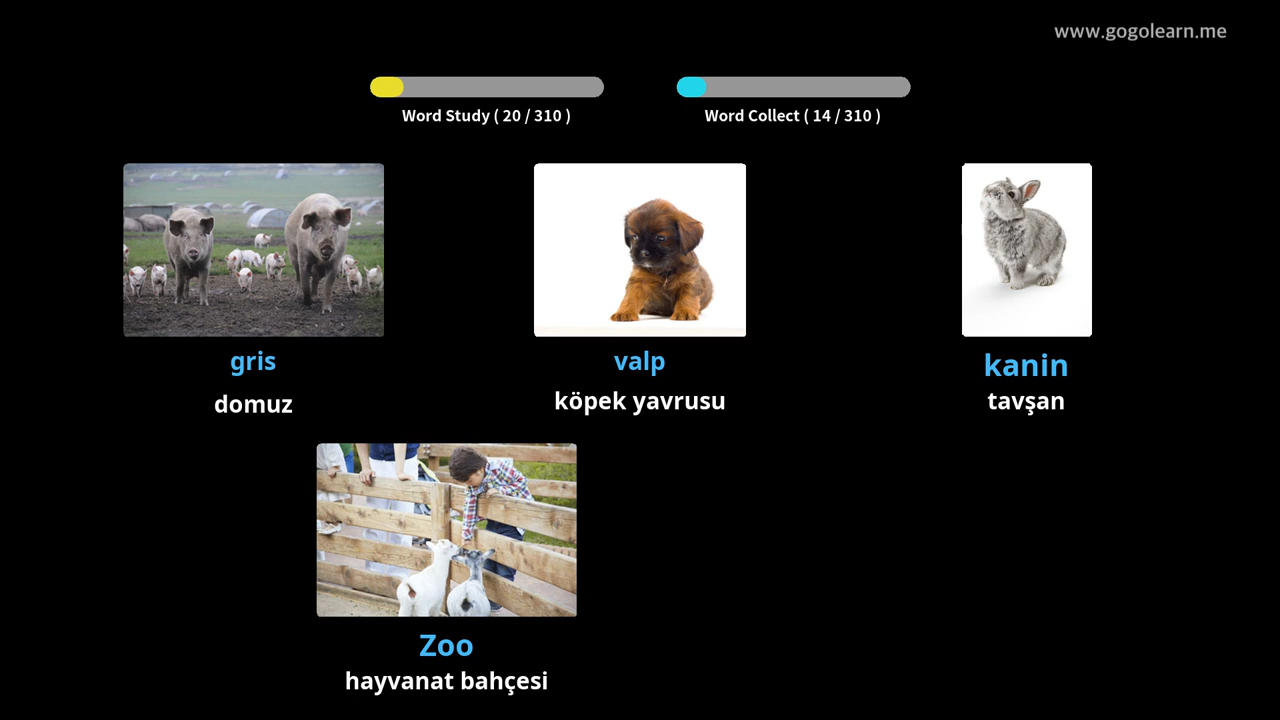 www.gogolearn.me
Word Study ( 20 / 310 )
Word Collect ( 14 / 310 )
gris
domuz
valp
köpek yavrusu
kanin
tavşan
Zoo
hayvanat bahçesi